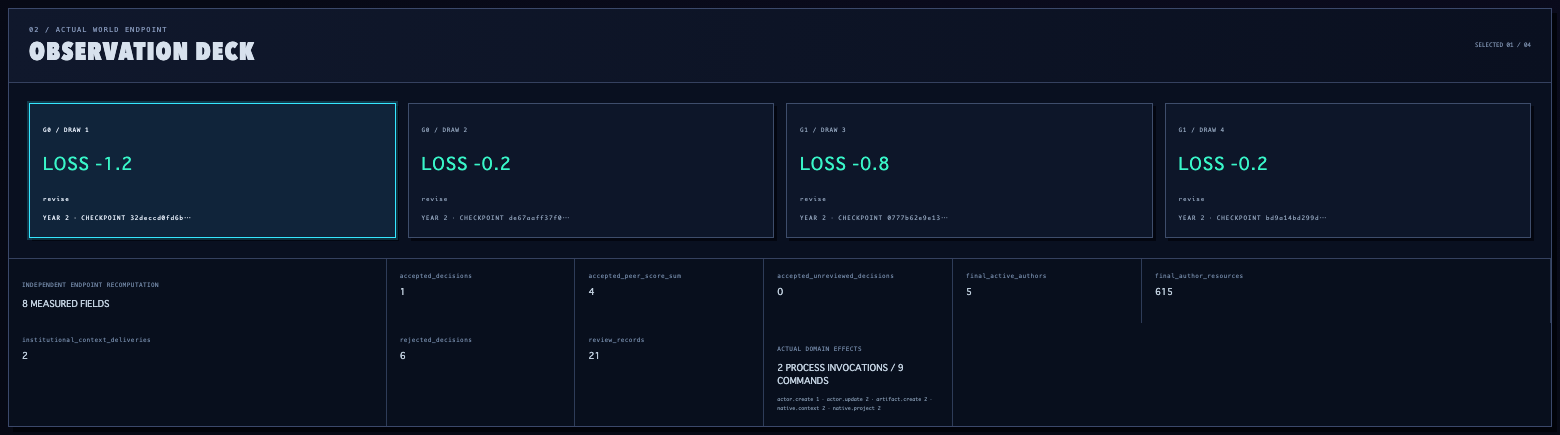 02 / ACTUAL WORLD ENDPOINT
OBSERVATION DECK
SELECTED 01 / 04
G0 / DRAW 1
LOSS -1.2
revise
YEAR 2 · CHECKPOINT 32deccd0fd6b…
G0 / DRAW 2
LOSS -0.2
revise
YEAR 2 · CHECKPOINT de67aaff37f0…
G1 / DRAW 3
LOSS -0.8
revise
YEAR 2 · CHECKPOINT 0777b62e9e13…
G1 / DRAW 4
LOSS -0.2
revise
YEAR 2 · CHECKPOINT bd9a14bd299d…
INDEPENDENT ENDPOINT RECOMPUTATION
8 MEASURED FIELDS
accepted_decisions
1
accepted_peer_score_sum
4
accepted_unreviewed_decisions
0
final_active_authors
5
final_author_resources
615
institutional_context_deliveries
2
rejected_decisions
6
review_records
21
ACTUAL DOMAIN EFFECTS
2 PROCESS INVOCATIONS / 9
COMMANDS
actor.create 1 · actor.update 2 · artifact.create 2 ·
native.context 2 · native.project 2